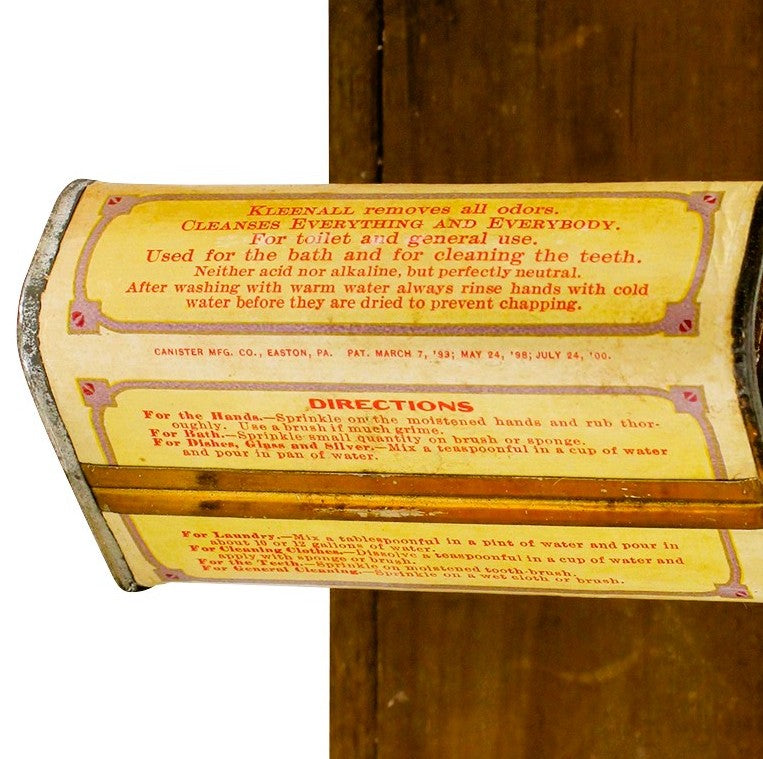 KLEENALL removes all odors.
CLEANSES EVERYTHING AND EVERYBODY.
For toilet and general use.
Used for the bath and for cleaning the teeth.
Neither acid nor alkaline, but perfectly neutral.
After washing with warm water always rinse hands with cold
water before they are dried to prevent chapping.
CANISTER MFG. CO., EASTON, PA. PAT. MARCH 7, '93; MAY 24, '98; JULY 24, '00.
DIRECTIONS
For the Hands.—Sprinkle on the moistened hands and rub thor-
oughly. Use a brush if much grime.
For Bath.—Sprinkle small quantity on brush or sponge.
For Dishes, Glass and Silver.—Mix a teaspoonful in a cup of water
and pour in pan of water.
For Laundry.—Mix a tablespoonful in a pint of water and pour in
about 10 or 12 gallons of water.
For Cleaning Clothes.—Dissolve a teaspoonful in a cup of water and
apply with sponge or brush.
For the Teeth.—Sprinkle on moistened tooth-brush.
For General Cleaning.—Sprinkle on a wet cloth or brush.